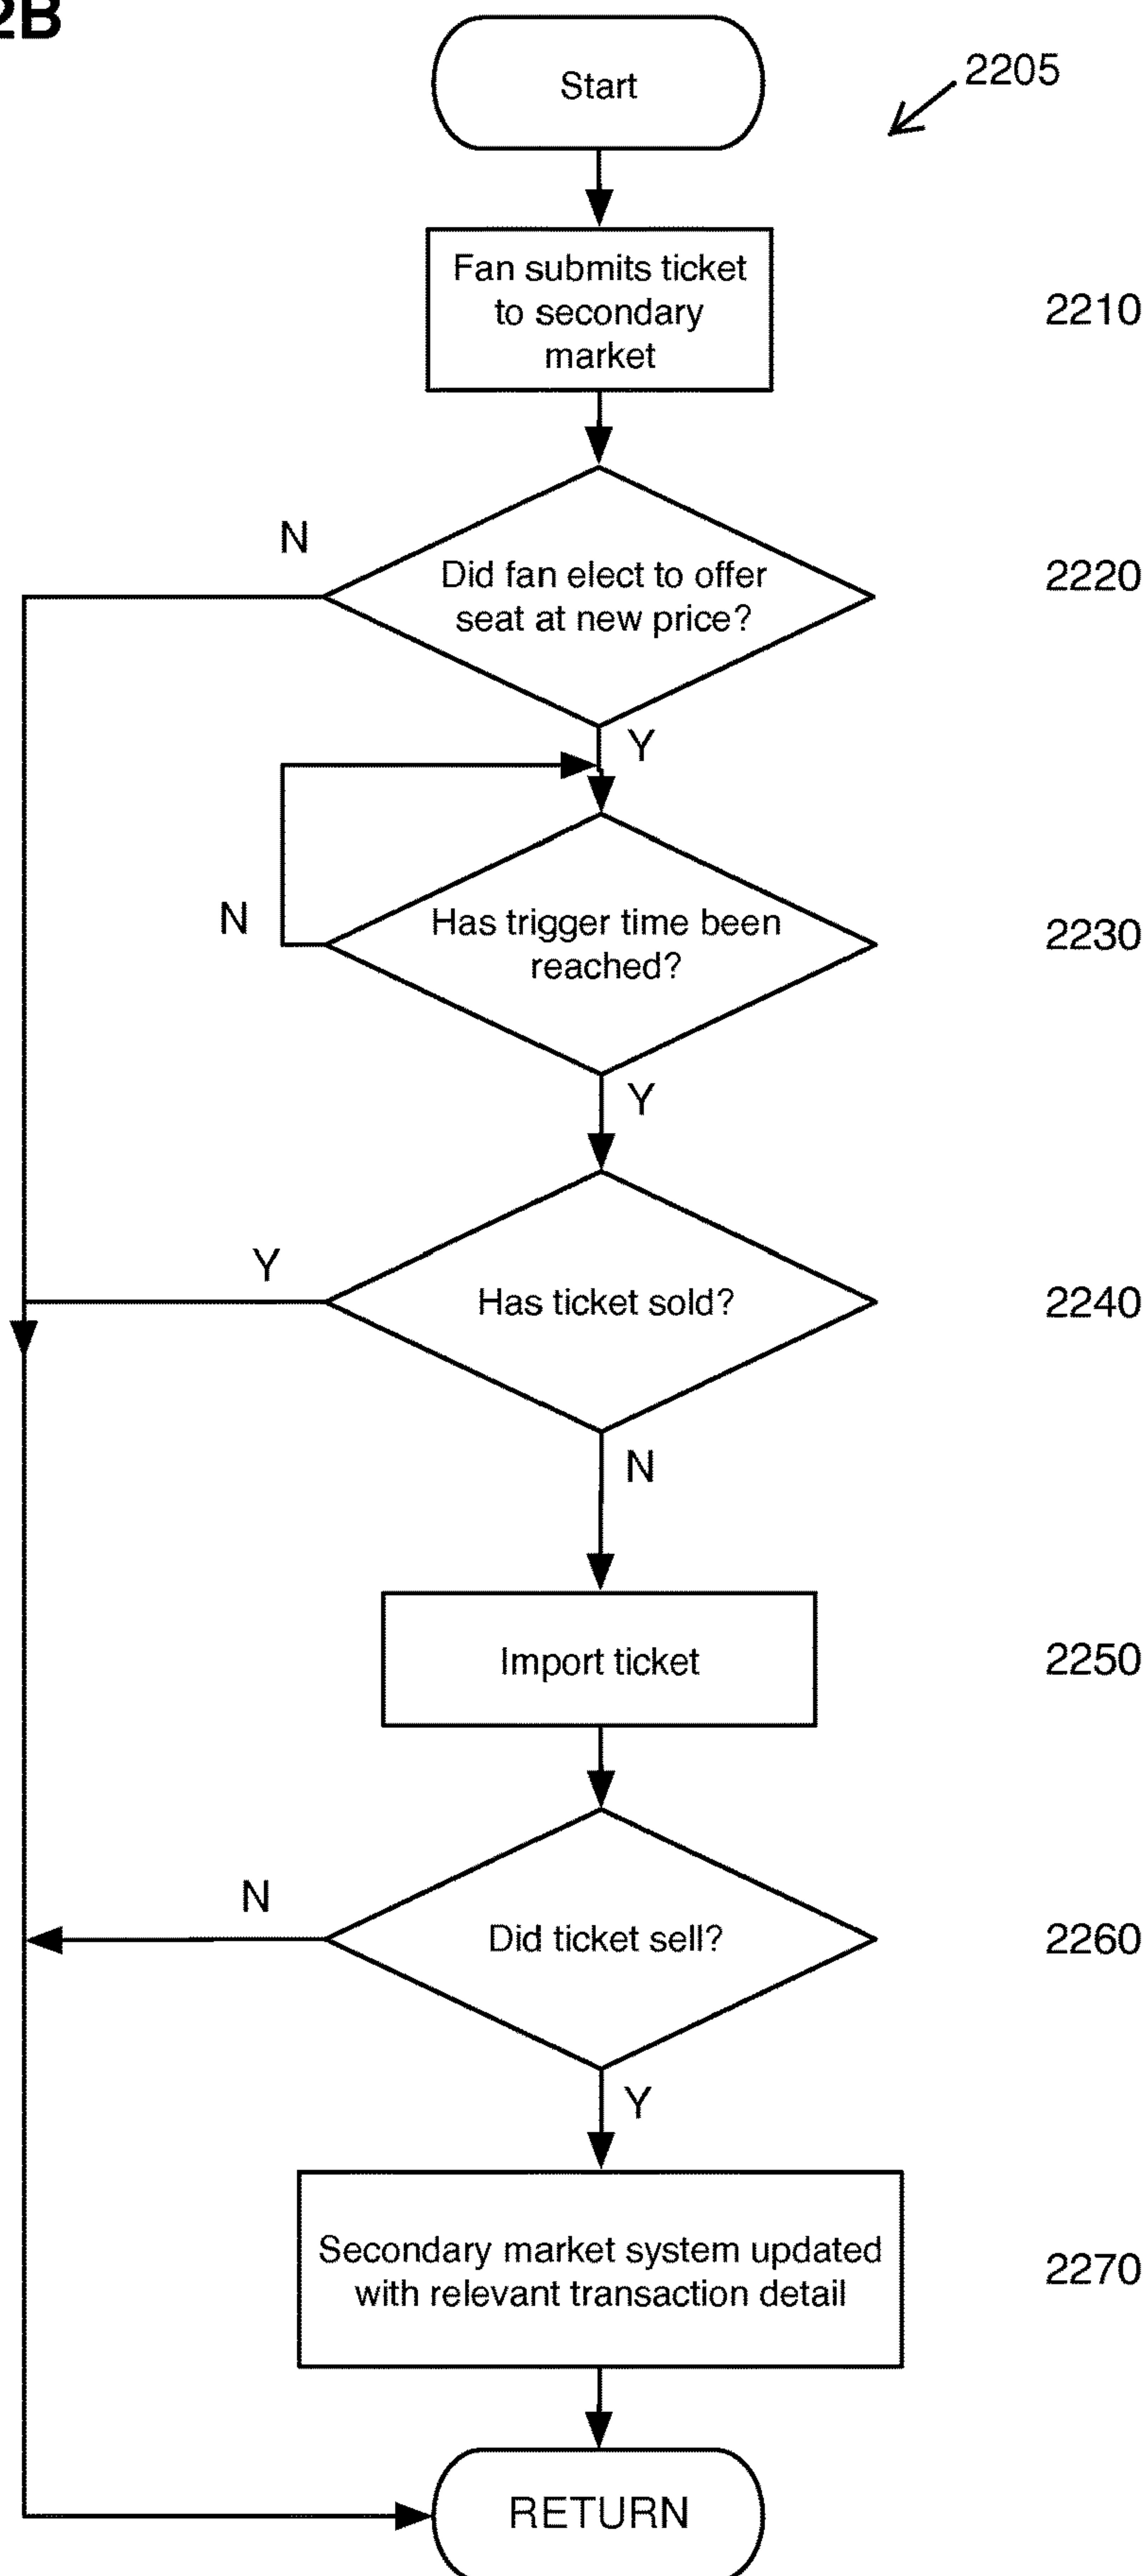 2B
Start
2205
Fan submits ticket
to secondary
market
2210
N
Did fan elect to offer
seat at new price?
2220
Y
N
Has trigger time been
reached?
2230
Y
Y
Has ticket sold?
2240
N
Import ticket
2250
N
Did ticket sell?
2260
Y
Secondary market system updated
with relevant transaction detail
2270
RETURN